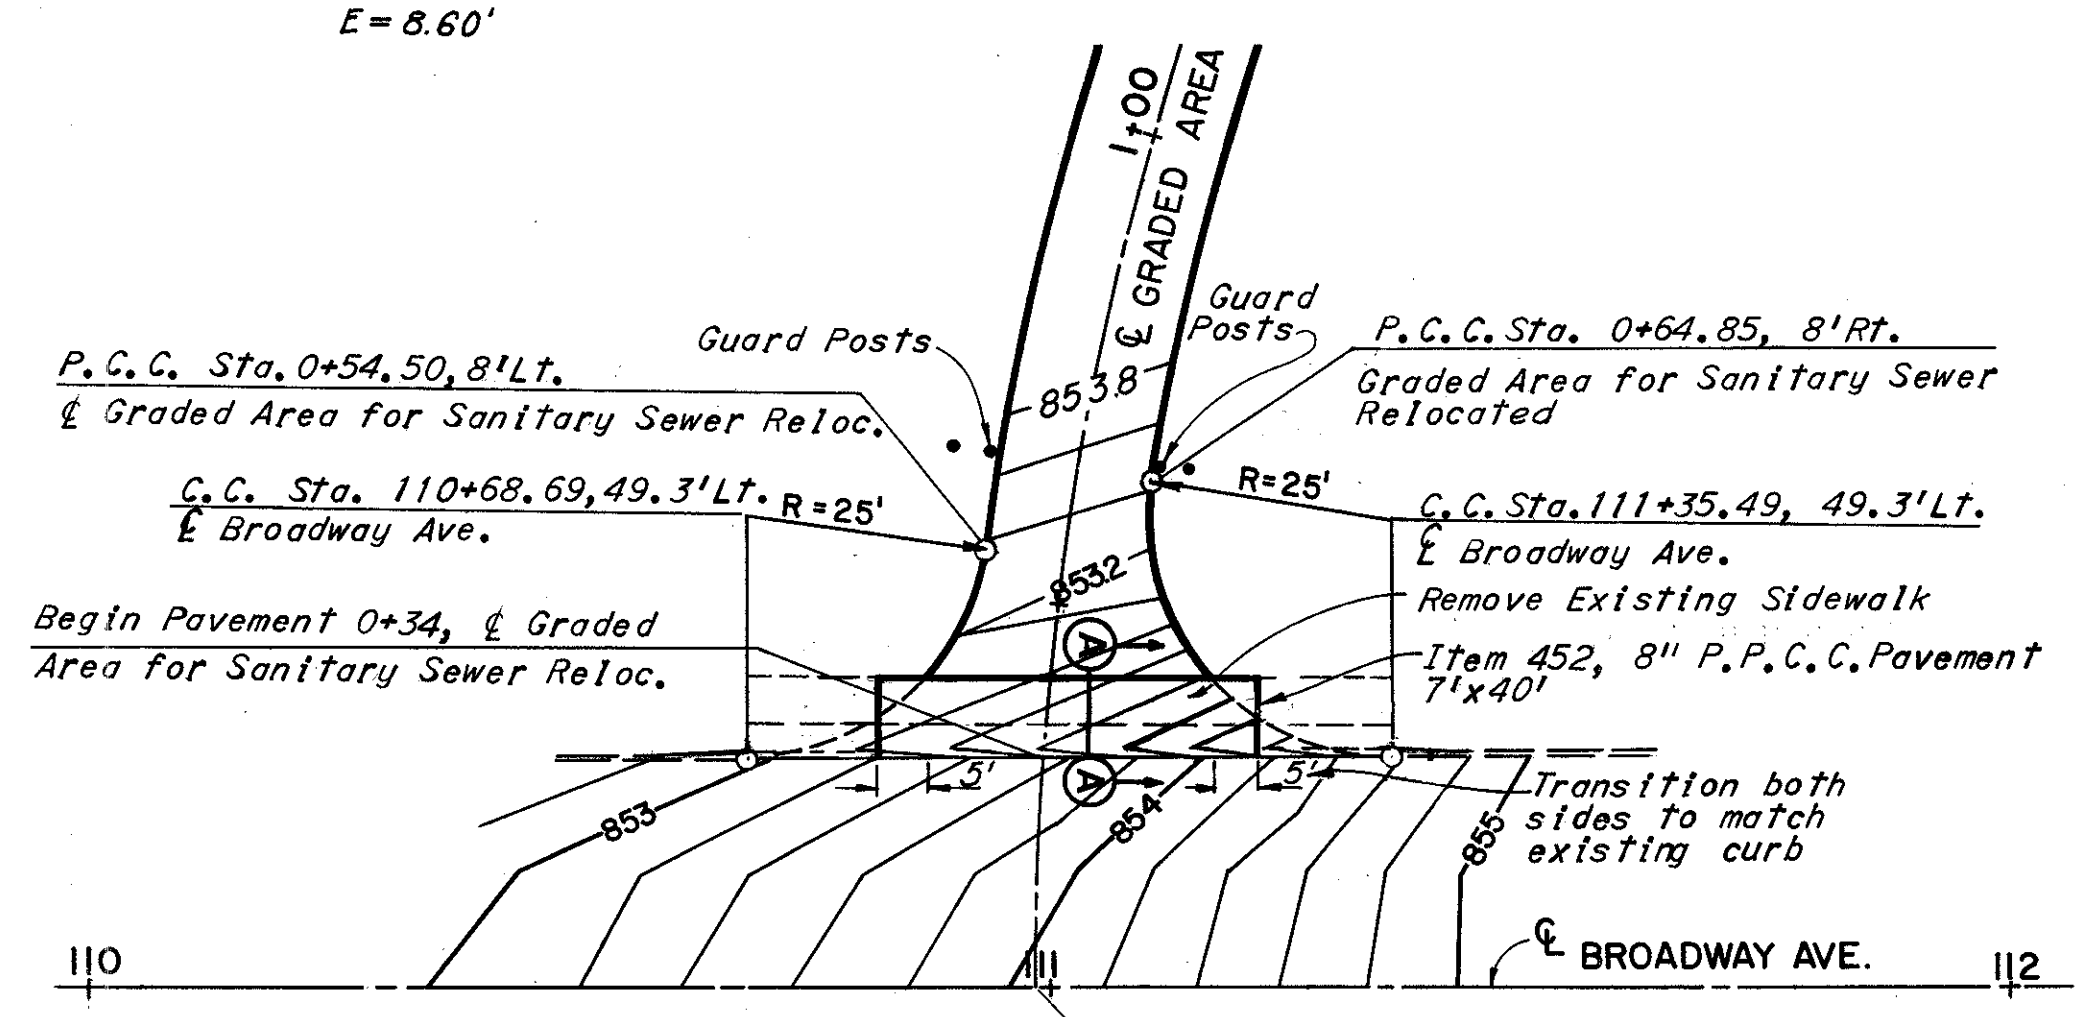 E = 8.60'
1+00
℄ GRADED AREA
Guard Posts
Guard
Posts
P.C.C. Sta. 0+54.50, 8'Lt.
℄ Graded Area for Sanitary Sewer Reloc.
P.C.C. Sta. 0+64.85, 8'Rt.
Graded Area for Sanitary Sewer
Relocated
853.8
C.C. Sta. 110+68.69, 49.3'Lt.
℄ Broadway Ave.
R = 25'
R=25'
C.C. Sta. 111+35.49, 49.3'Lt.
℄ Broadway Ave.
853.2
Remove Existing Sidewalk
Begin Pavement 0+34, ℄ Graded
Area for Sanitary Sewer Reloc.
A
Item 452, 8" P.P.C.C. Pavement
7'x40'
5'
A
5'
Transition both
sides to match
existing curb
853
854
855
110
111
℄ BROADWAY AVE.
112